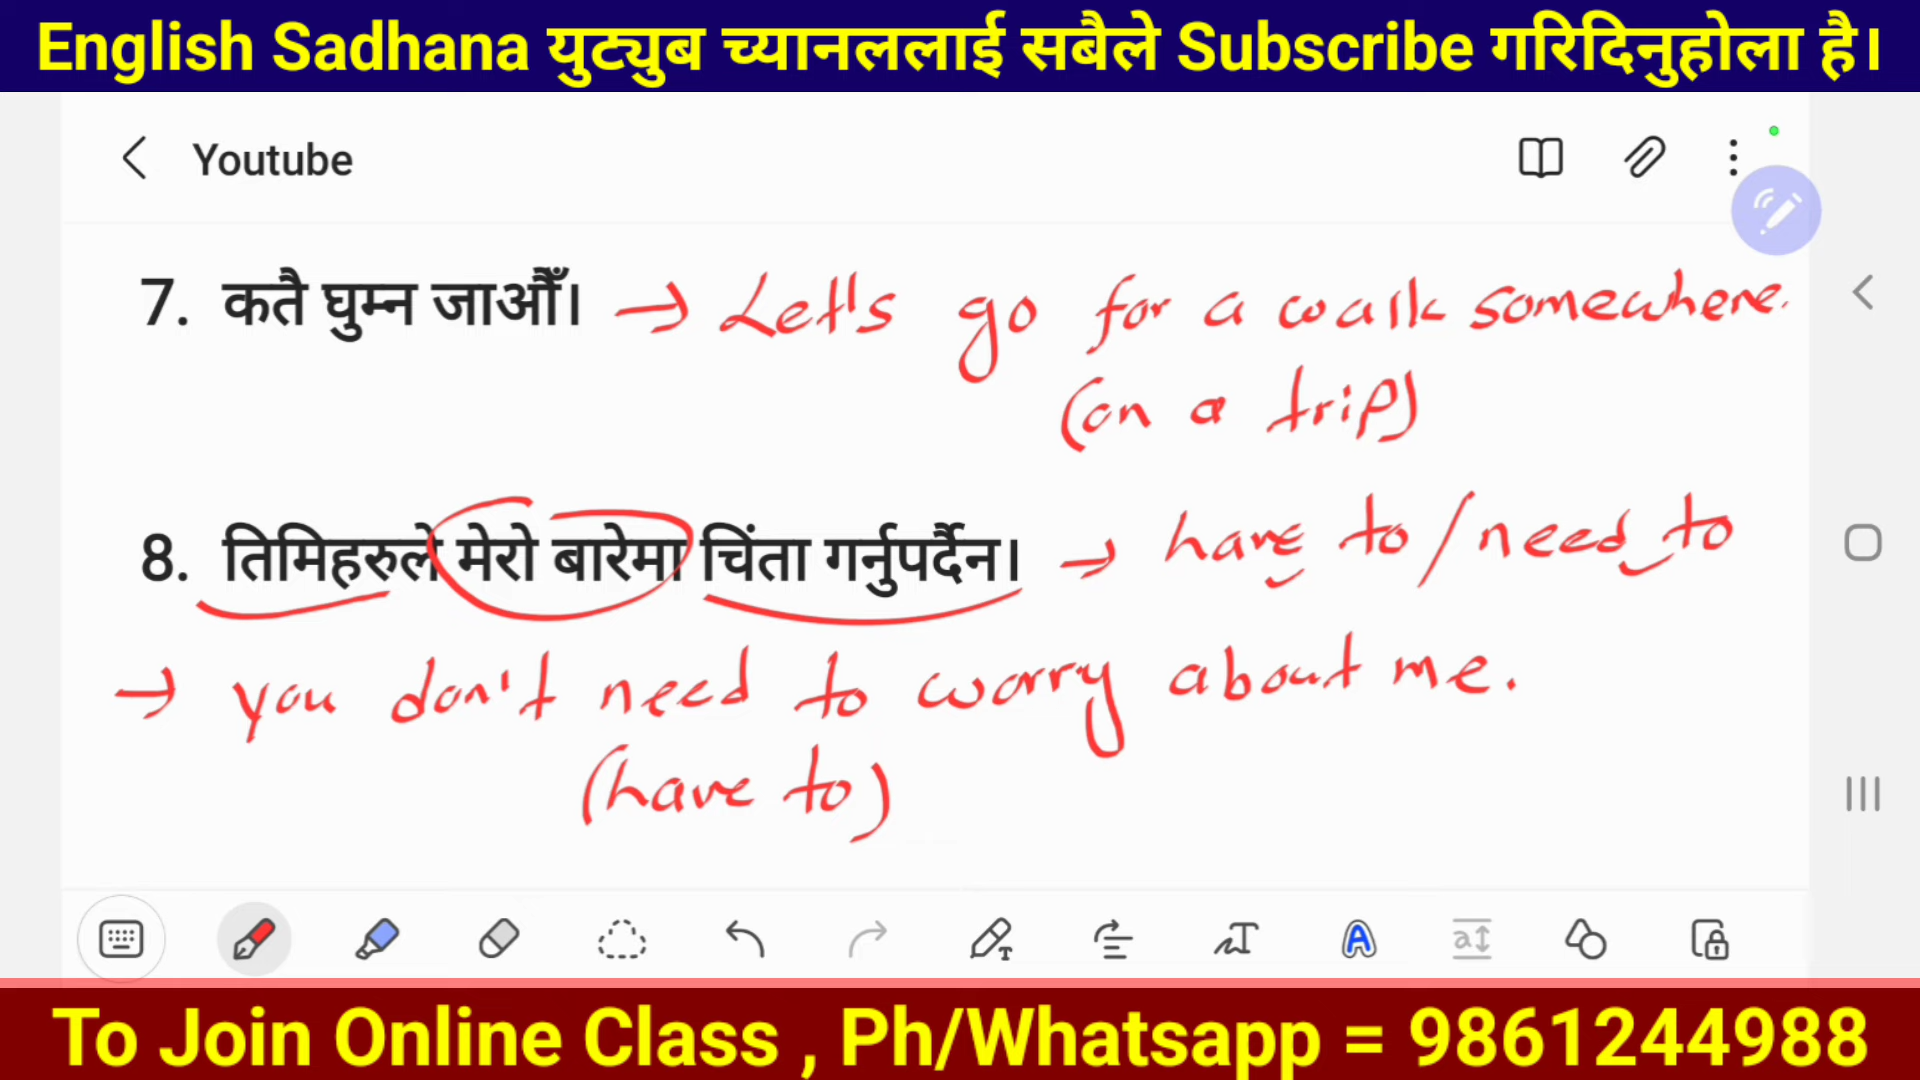 English Sadhana युट्युब च्यानललाई सबैले Subscribe गरिदिनुहोला है।
Youtube
7. कतै घुम्न जाऔँ। → Let's go for a walk somewhere.
(on a trip)
8. तिमिहरुले मेरो बारेमा चिंता गर्नुपर्दैन। → have to / need to
→ you don't need to worry about me.
(have to)
To Join Online Class , Ph/Whatsapp = 9861244988